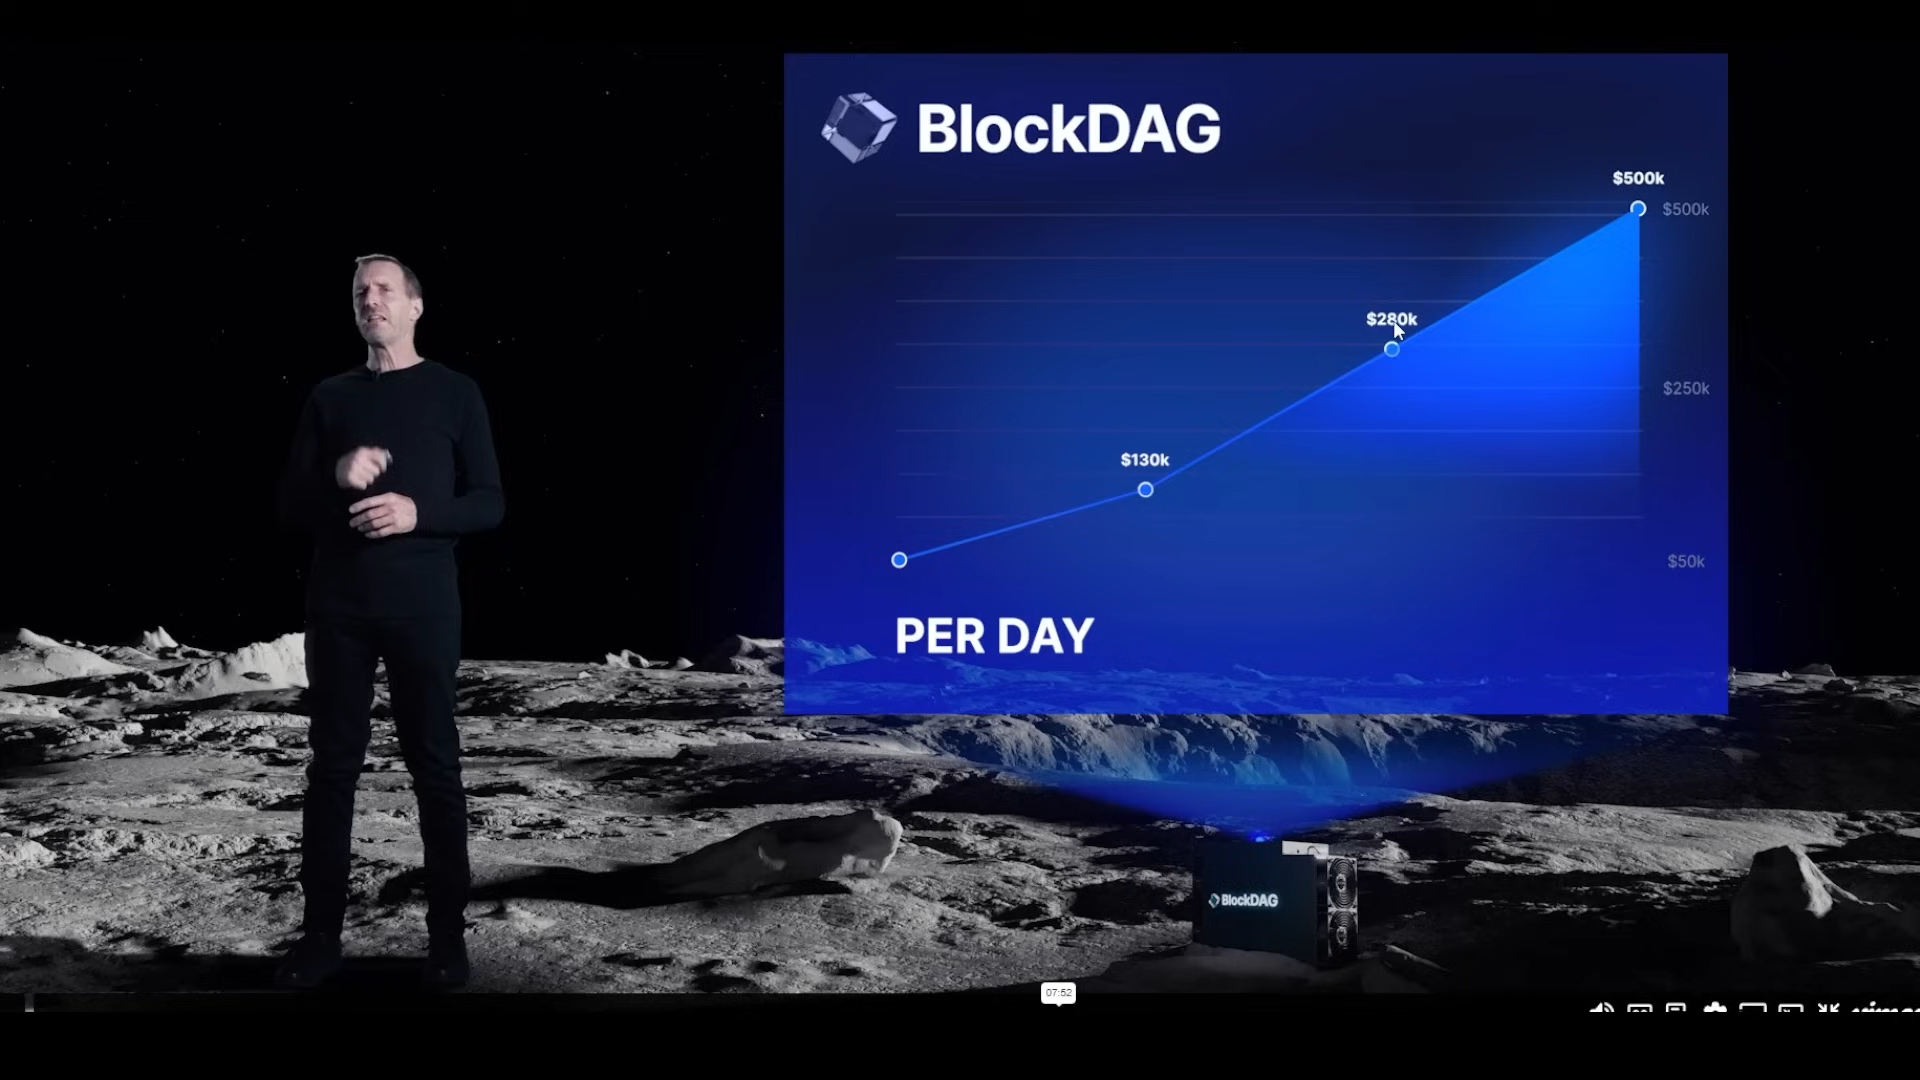 BlockDAG
$500k
$500k
$280k
$250k
$130k
$50k
PER DAY
BlockDAG
07:52